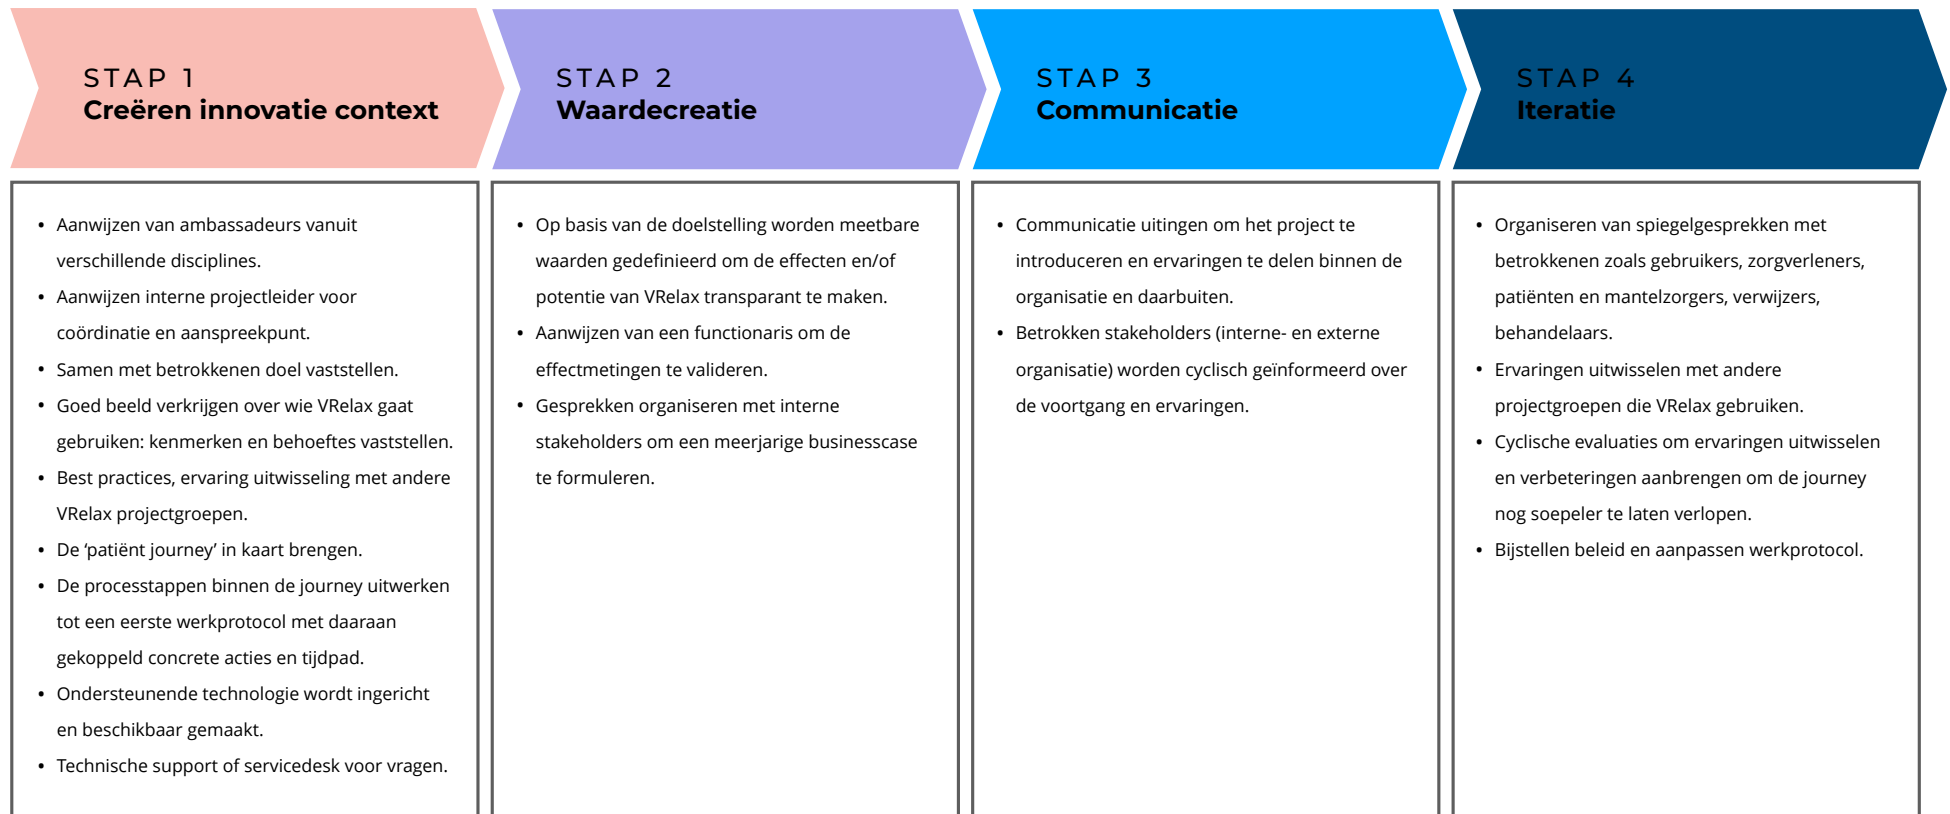 STAP 1
Creëren innovatie context
• Aanwijzen van ambassadeurs vanuit
verschillende disciplines.
• Aanwijzen interne projectleider voor
coördinatie en aanspreekpunt.
• Samen met betrokkenen doel vaststellen.
• Goed beeld verkrijgen over wie VRelax gaat
gebruiken: kenmerken en behoeftes vaststellen.
• Best practices, ervaring uitwisseling met andere
VRelax projectgroepen.
• De ‘patiënt journey’ in kaart brengen.
• De processtappen binnen de journey uitwerken
tot een eerste werkprotocol met daaraan
gekoppeld concrete acties en tijdpad.
• Ondersteunende technologie wordt ingericht
en beschikbaar gemaakt.
• Technische support of servicedesk voor vragen.
STAP 2
Waardecreatie
• Op basis van de doelstelling worden meetbare
waarden gedefinieerd om de effecten en/of
potentie van VRelax transparant te maken.
• Aanwijzen van een functionaris om de
effectmetingen te valideren.
• Gesprekken organiseren met interne
stakeholders om een meerjarige businesscase
te formuleren.
STAP 3
Communicatie
• Communicatie uitingen om het project te
introduceren en ervaringen te delen binnen de
organisatie en daarbuiten.
• Betrokken stakeholders (interne- en externe
organisatie) worden cyclisch geïnformeerd over
de voortgang en ervaringen.
STAP 4
Iteratie
• Organiseren van spiegelgesprekken met
betrokkenen zoals gebruikers, zorgverleners,
patiënten en mantelzorgers, verwijzers,
behandelaars.
• Ervaringen uitwisselen met andere
projectgroepen die VRelax gebruiken.
• Cyclische evaluaties om ervaringen uitwisselen
en verbeteringen aanbrengen om de journey
nog soepeler te laten verlopen.
• Bijstellen beleid en aanpassen werkprotocol.